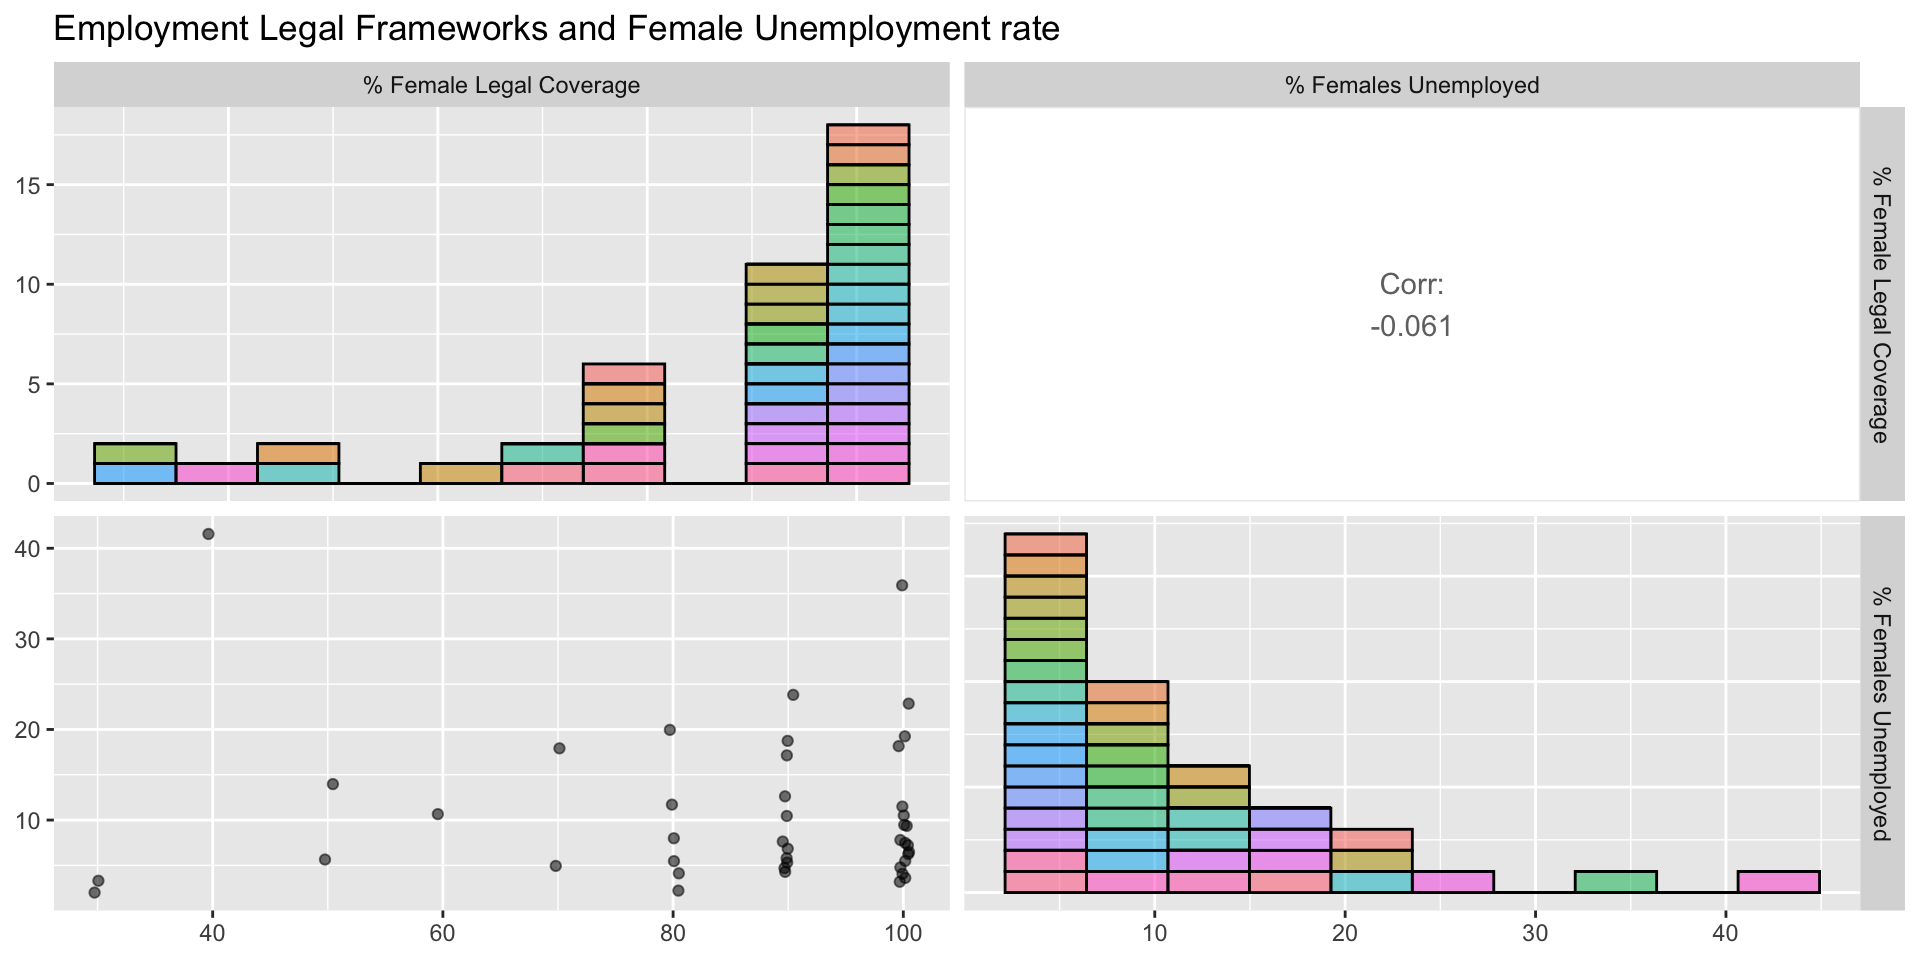 Employment Legal Frameworks and Female Unemployment rate
% Female Legal Coverage
% Females Unemployed
15
10
5
0
Corr:
-0.061
% Female Legal Coverage
40
30
20
10
% Females Unemployed
40
60
80
100
10
20
30
40